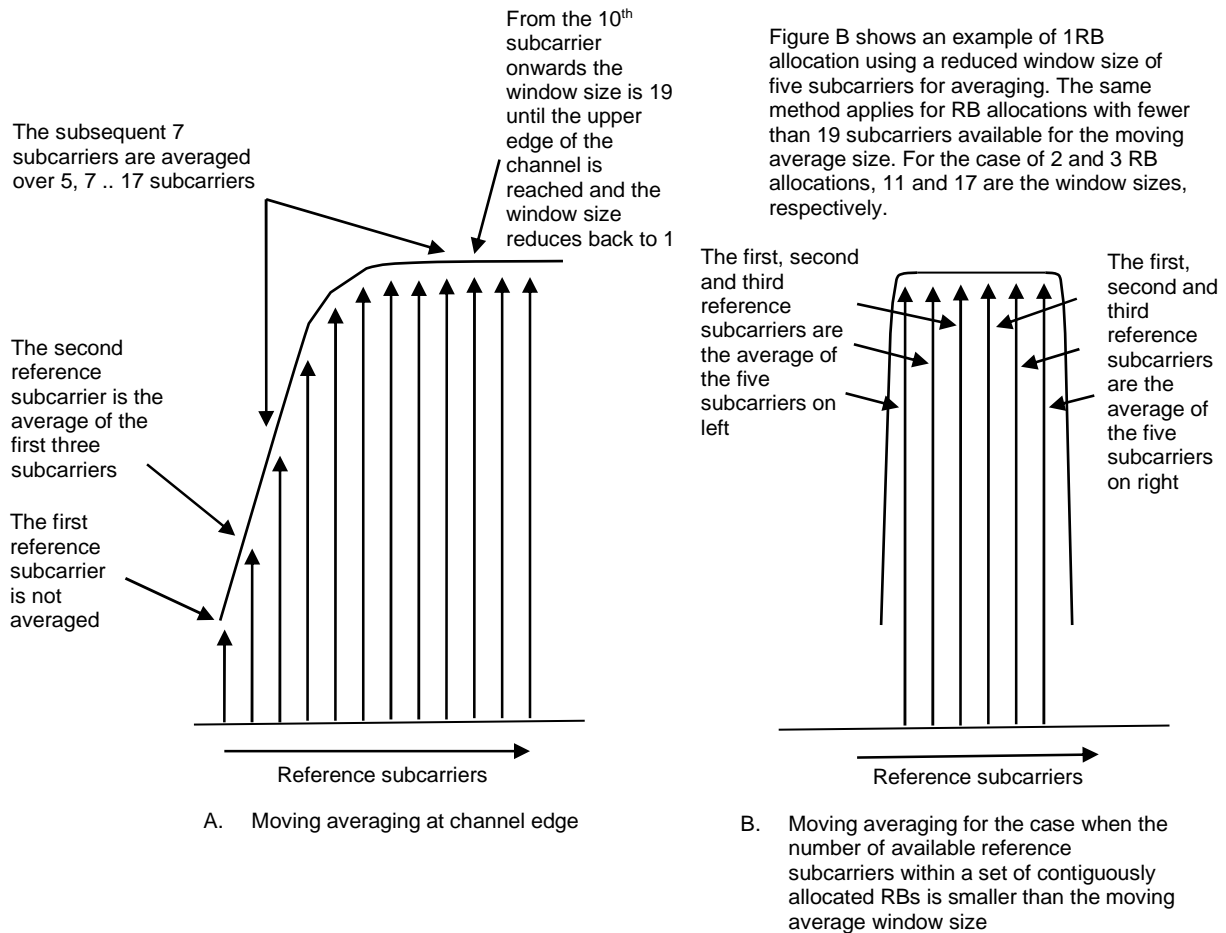 From the 10th
subcarrier
onwards the
window size is 19
until the upper
edge of the
channel is
reached and the
window size
reduces back to 1
Figure B shows an example of 1RB
allocation using a reduced window size of
five subcarriers for averaging. The same
method applies for RB allocations with fewer
than 19 subcarriers available for the moving
average size. For the case of 2 and 3 RB
allocations, 11 and 17 are the window sizes,
respectively.
The subsequent 7
subcarriers are averaged
over 5, 7 .. 17 subcarriers
The first, second
and third
reference
subcarriers are
the average of
the five
subcarriers on
left
The first,
second and
third
reference
subcarriers
are the
average of
the five
subcarriers
on right
The second
reference
subcarrier is the
average of the
first three
subcarriers
The first
reference
subcarrier
is not
averaged
Reference subcarriers
Reference subcarriers
A. Moving averaging at channel edge
B. Moving averaging for the case when the
number of available reference
subcarriers within a set of contiguously
allocated RBs is smaller than the moving
average window size